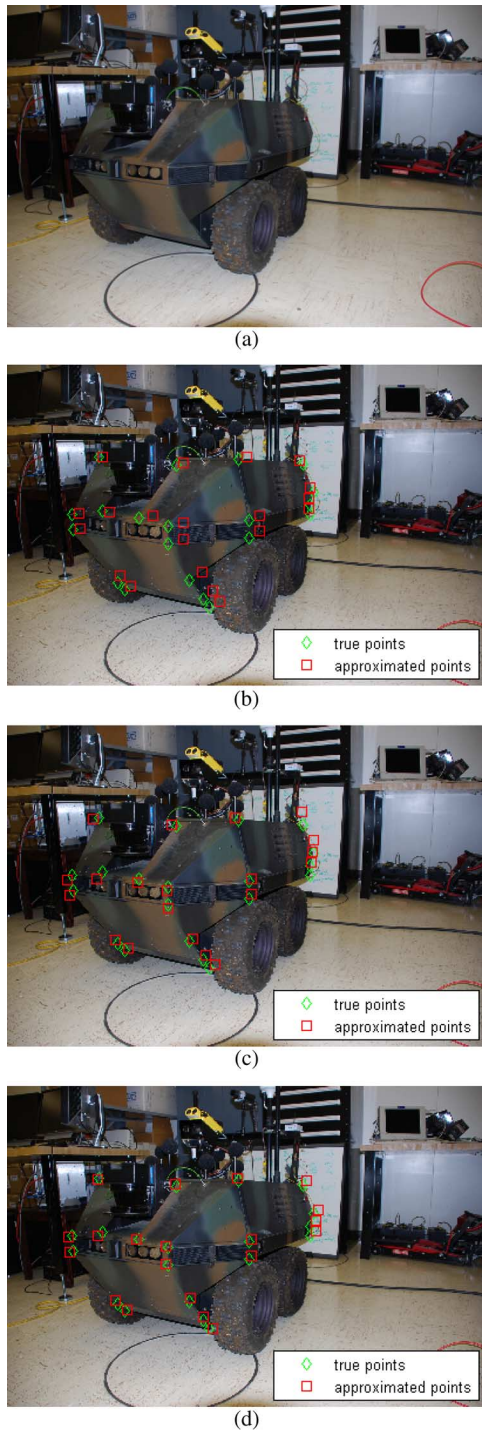 (a)
true points
approximated points
(b)
true points
approximated points
(c)
true points
approximated points
(d)